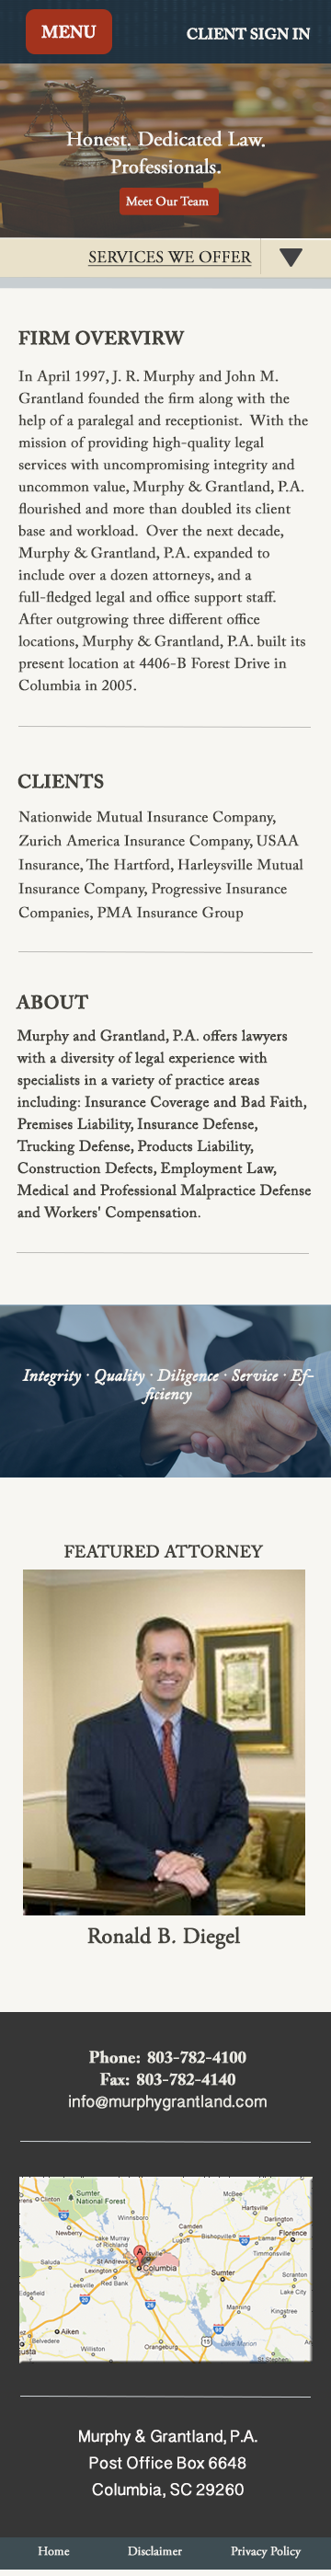 MENU
CLIENT SIGN IN
Honest. Dedicated Law.
Professionals.
Meet Our Team
SERVICES WE OFFER
FIRM OVERVIRW
In April 1997, J. R. Murphy and John M.
Grantland founded the firm along with the
help of a paralegal and receptionist.  With the
mission of providing high-quality legal
services with uncompromising integrity and
uncommon value, Murphy & Grantland, P.A.
flourished and more than doubled its client
base and workload.  Over the next decade,
Murphy & Grantland, P.A. expanded to
include over a dozen attorneys, and a
full-fledged legal and office support staff.
After outgrowing three different office
locations, Murphy & Grantland, P.A. built its
present location at 4406-B Forest Drive in
Columbia in 2005.
CLIENTS
Nationwide Mutual Insurance Company,
Zurich America Insurance Company, USAA
Insurance, The Hartford, Harleysville Mutual
Insurance Company, Progressive Insurance
Companies, PMA Insurance Group
ABOUT
Murphy and Grantland, P.A. offers lawyers
with a diversity of legal experience with
specialists in a variety of practice areas
including: Insurance Coverage and Bad Faith,
Premises Liability, Insurance Defense,
Trucking Defense, Products Liability,
Construction Defects, Employment Law,
Medical and Professional Malpractice Defense
and Workers' Compensation.
Integrity · Quality · Diligence · Service · Ef-
ficiency
FEATURED ATTORNEY
Ronald B. Diegel
Phone: 803-782-4100
Fax: 803-782-4140
info@murphygrantland.com
McBee
Sumter
National Forest
Clinton
Hartsville
Winnsboro
Darlington
26
Camden
Florence
Newberry
Lake Murray
of Richland
Bishopville
20
Lugoff
Timmonsville
Saluda
St Andrews
A
Lexington
Columbia
Sumter
Scranton
Lake City
Leesville
Red Bank
Edgefield
20
26
Manning
Kingstree
Aiken
95
Belvedere
15
Lake Marion
Williston
Orangeburg
Murphy & Grantland, P.A.
Post Office Box 6648
Columbia, SC 29260
Home
Disclaimer
Privacy Policy